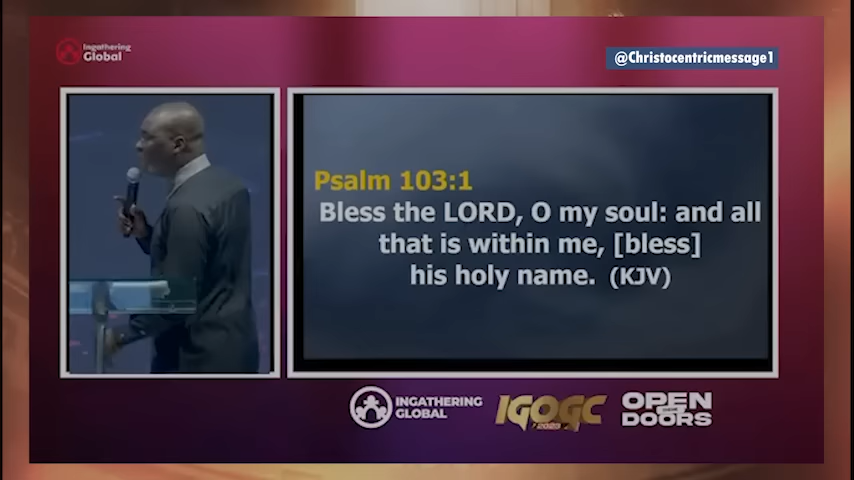 Ingathering
Global
@Christocentricmessage1
Psalm 103:1
Bless the LORD, O my soul: and all
that is within me, [bless]
his holy name. (KJV)
INGATHERING
GLOBAL
IGOGC
2023
OPEN
DOORS